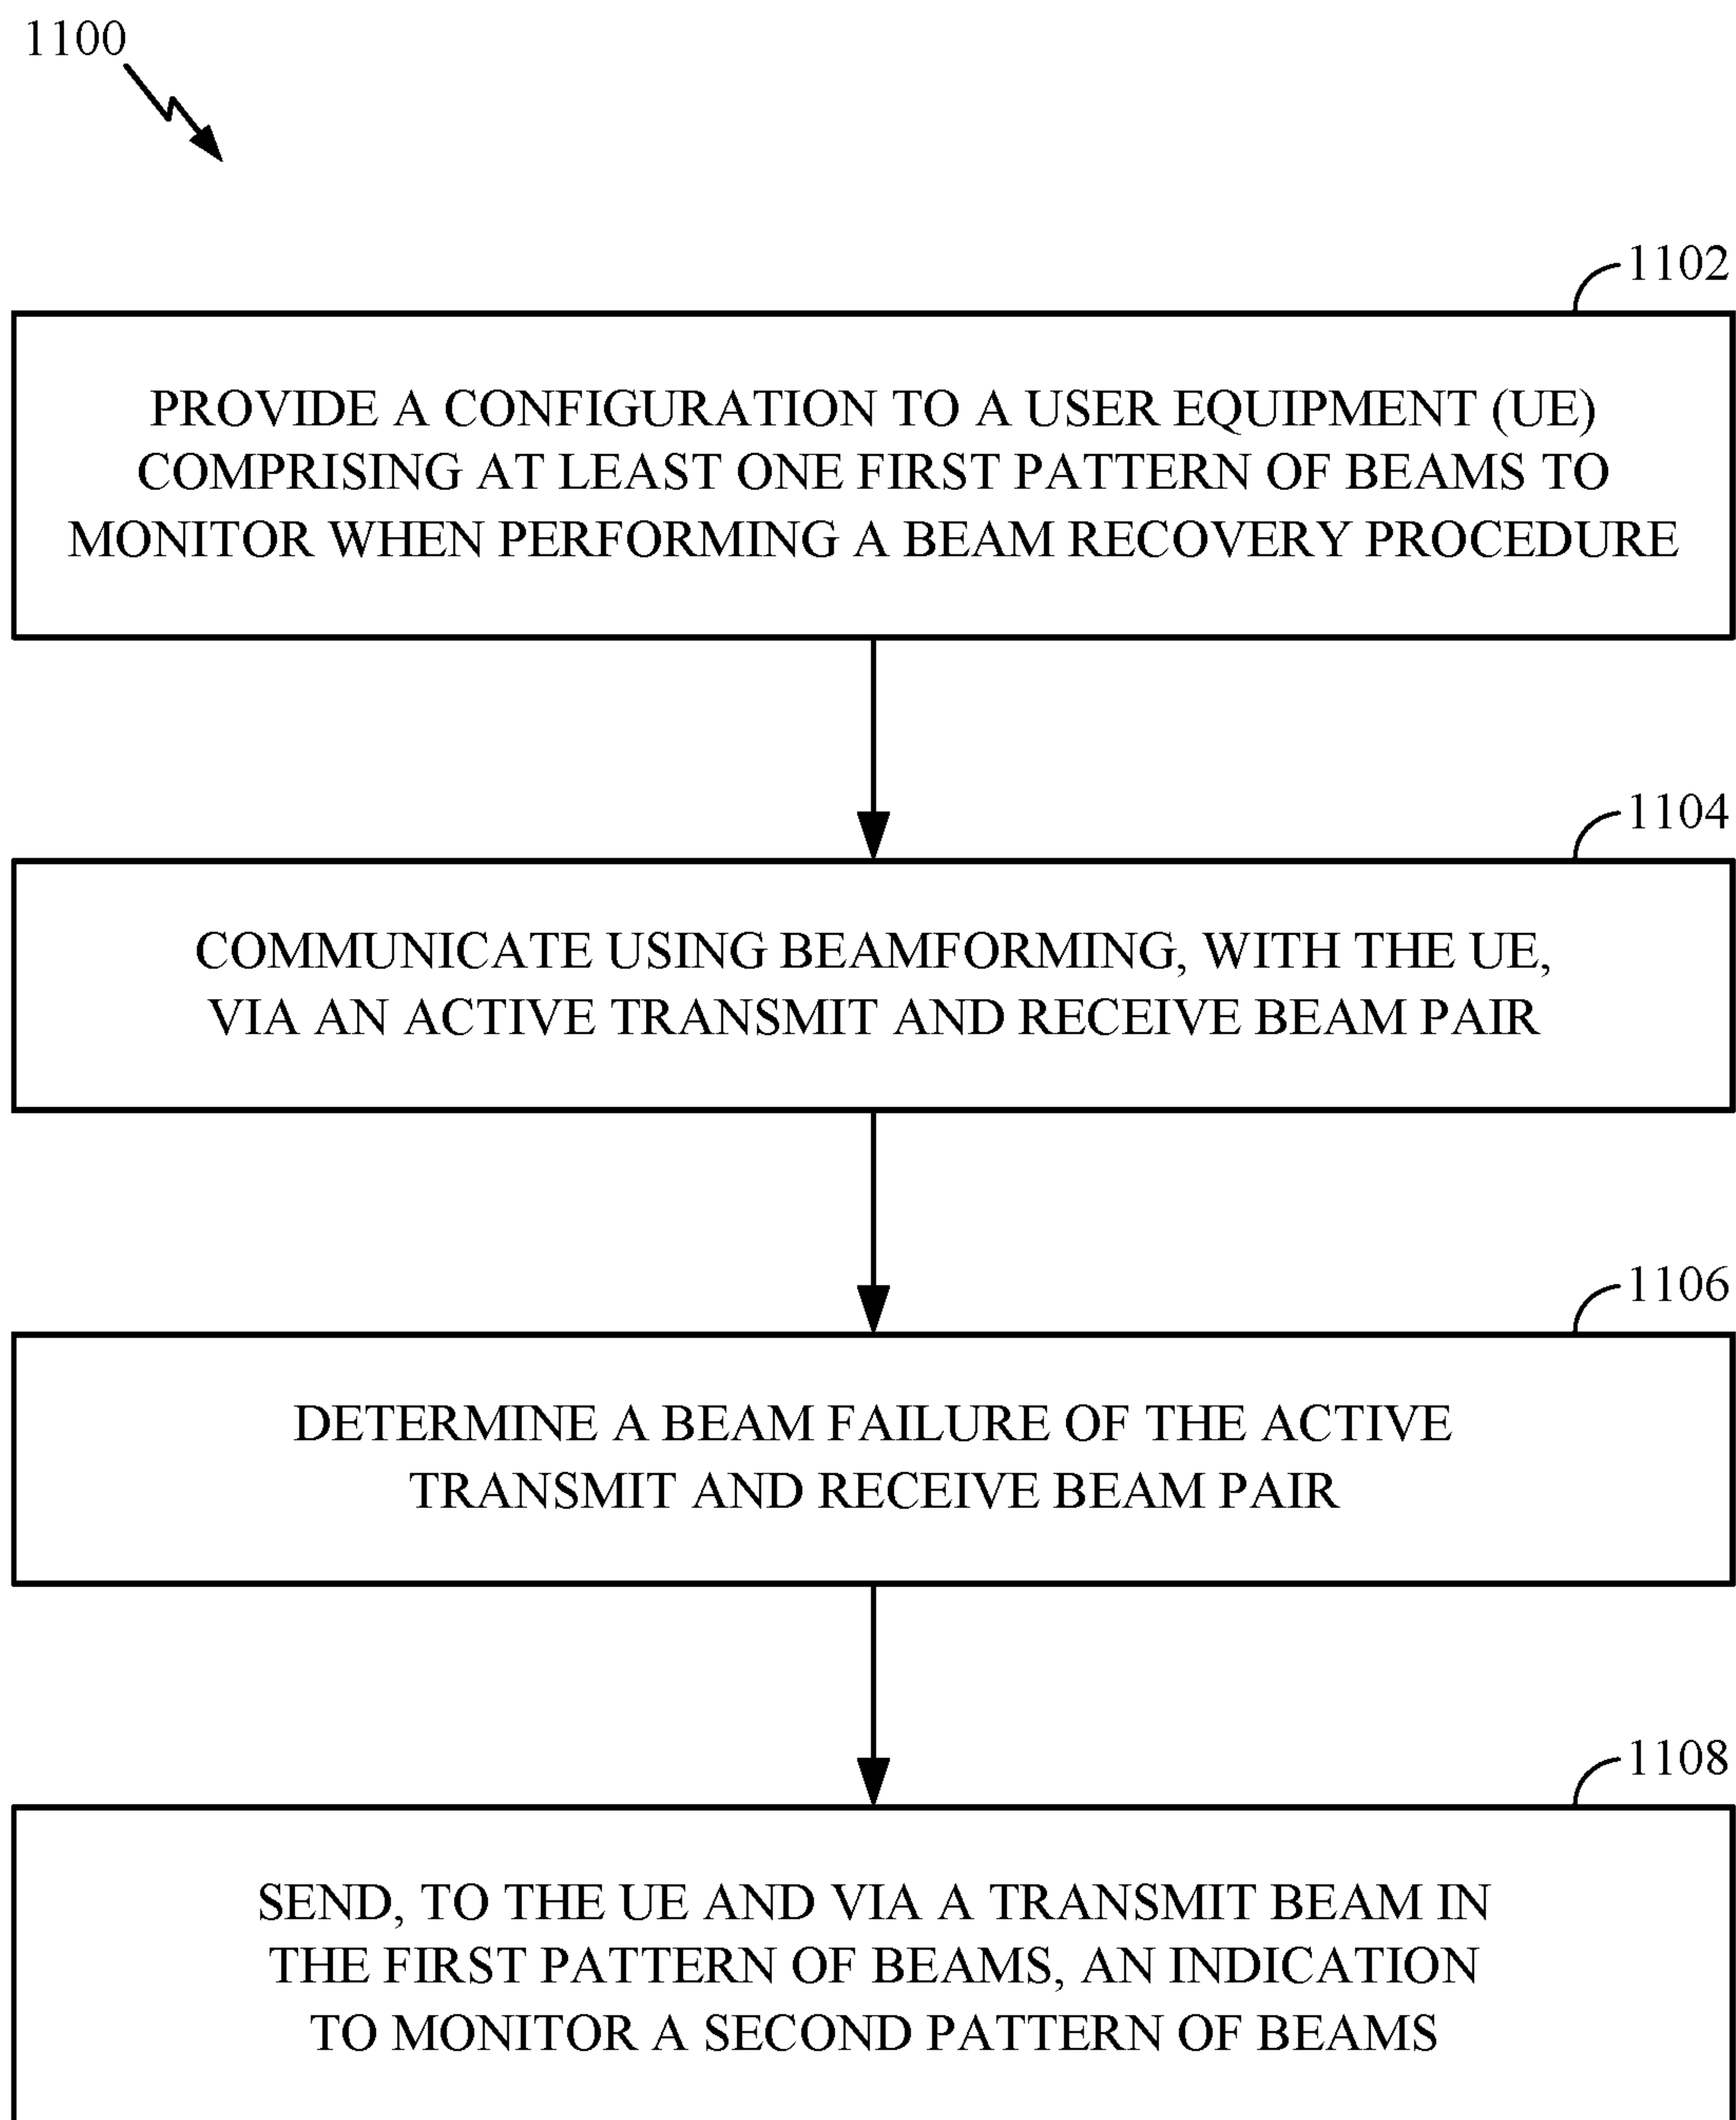 1100
1102
PROVIDE A CONFIGURATION TO A USER EQUIPMENT (UE)
COMPRISING AT LEAST ONE FIRST PATTERN OF BEAMS TO
MONITOR WHEN PERFORMING A BEAM RECOVERY PROCEDURE
1104
COMMUNICATE USING BEAMFORMING, WITH THE UE,
VIA AN ACTIVE TRANSMIT AND RECEIVE BEAM PAIR
1106
DETERMINE A BEAM FAILURE OF THE ACTIVE
TRANSMIT AND RECEIVE BEAM PAIR
1108
SEND, TO THE UE AND VIA A TRANSMIT BEAM IN
THE FIRST PATTERN OF BEAMS, AN INDICATION
TO MONITOR A SECOND PATTERN OF BEAMS